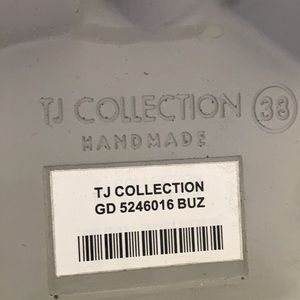 TJ COLLECTION 38
HANDMADE
TJ COLLECTION
GD 5246016 BUZ